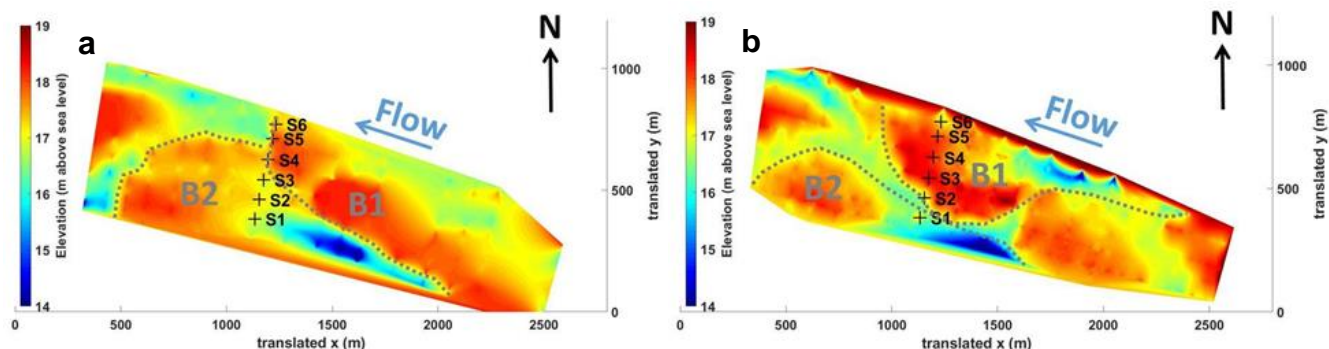 a
N
Flow
19
18
17
16
15
14
Elevation (m above sea level)
S6
S5
S4
S3
S2
S1
B2
B1
1000
500
0
translated y (m)
0
500
1000
1500
2000
2500
translated x (m)
b
N
Flow
19
18
17
16
15
14
Elevation (m above sea level)
S6
S5
S4
S3
S2
S1
B2
B1
1000
500
0
translated y (m)
0
500
1000
1500
2000
2500
translated x (m)